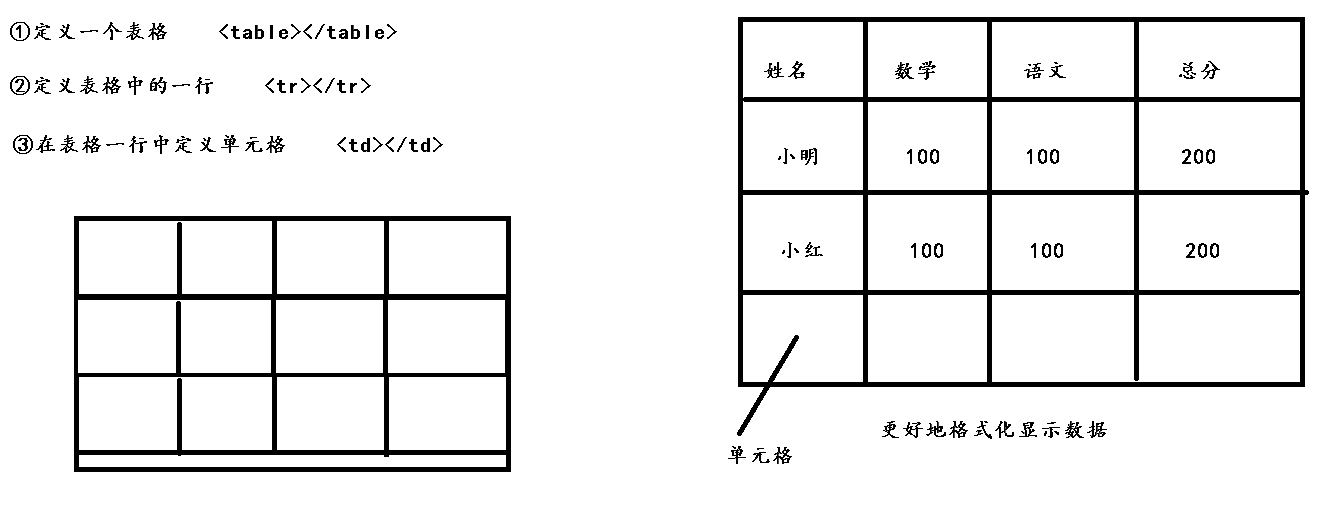 ①定义一个表格 <table></table>
②定义表格中的一行 <tr></tr>
③在表格一行中定义单元格 <td></td>
姓名 数学 语文 总分
小明 100 100 200
小红 100 100 200
单元格
更好地格式化显示数据